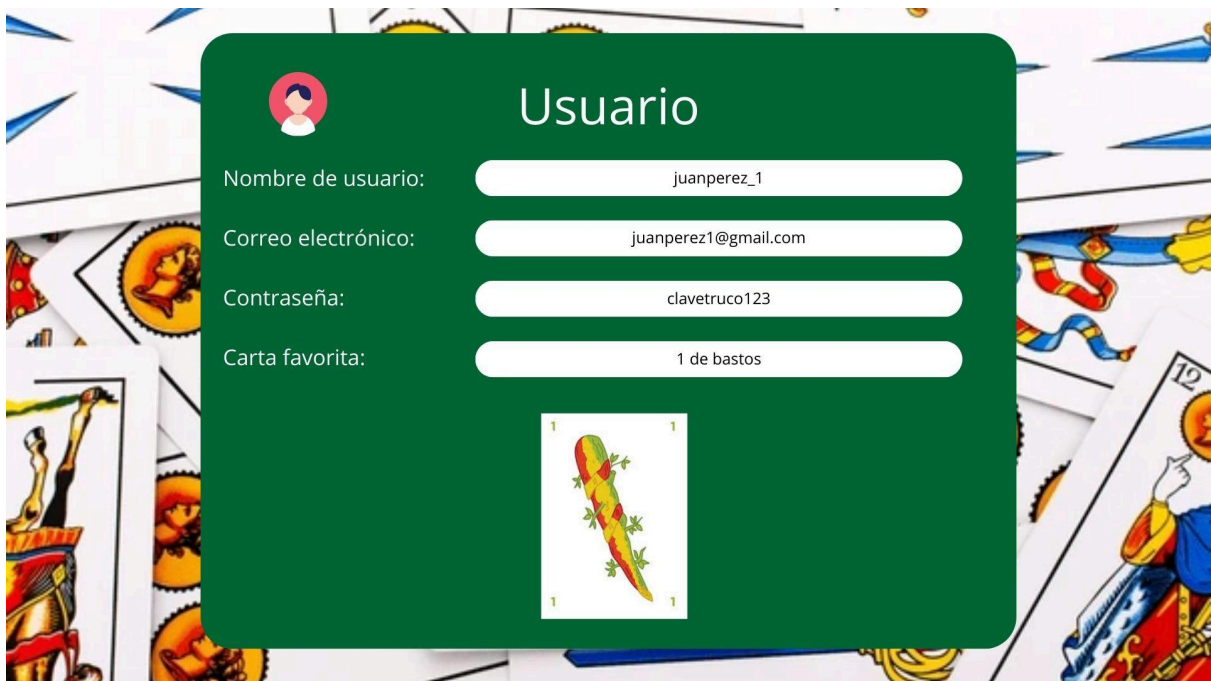 Usuario
Nombre de usuario: juanperez_1
Correo electrónico: juanperez1@gmail.com
Contraseña: clavetruco123
Carta favorita: 1 de bastos
1 1
1 1
12